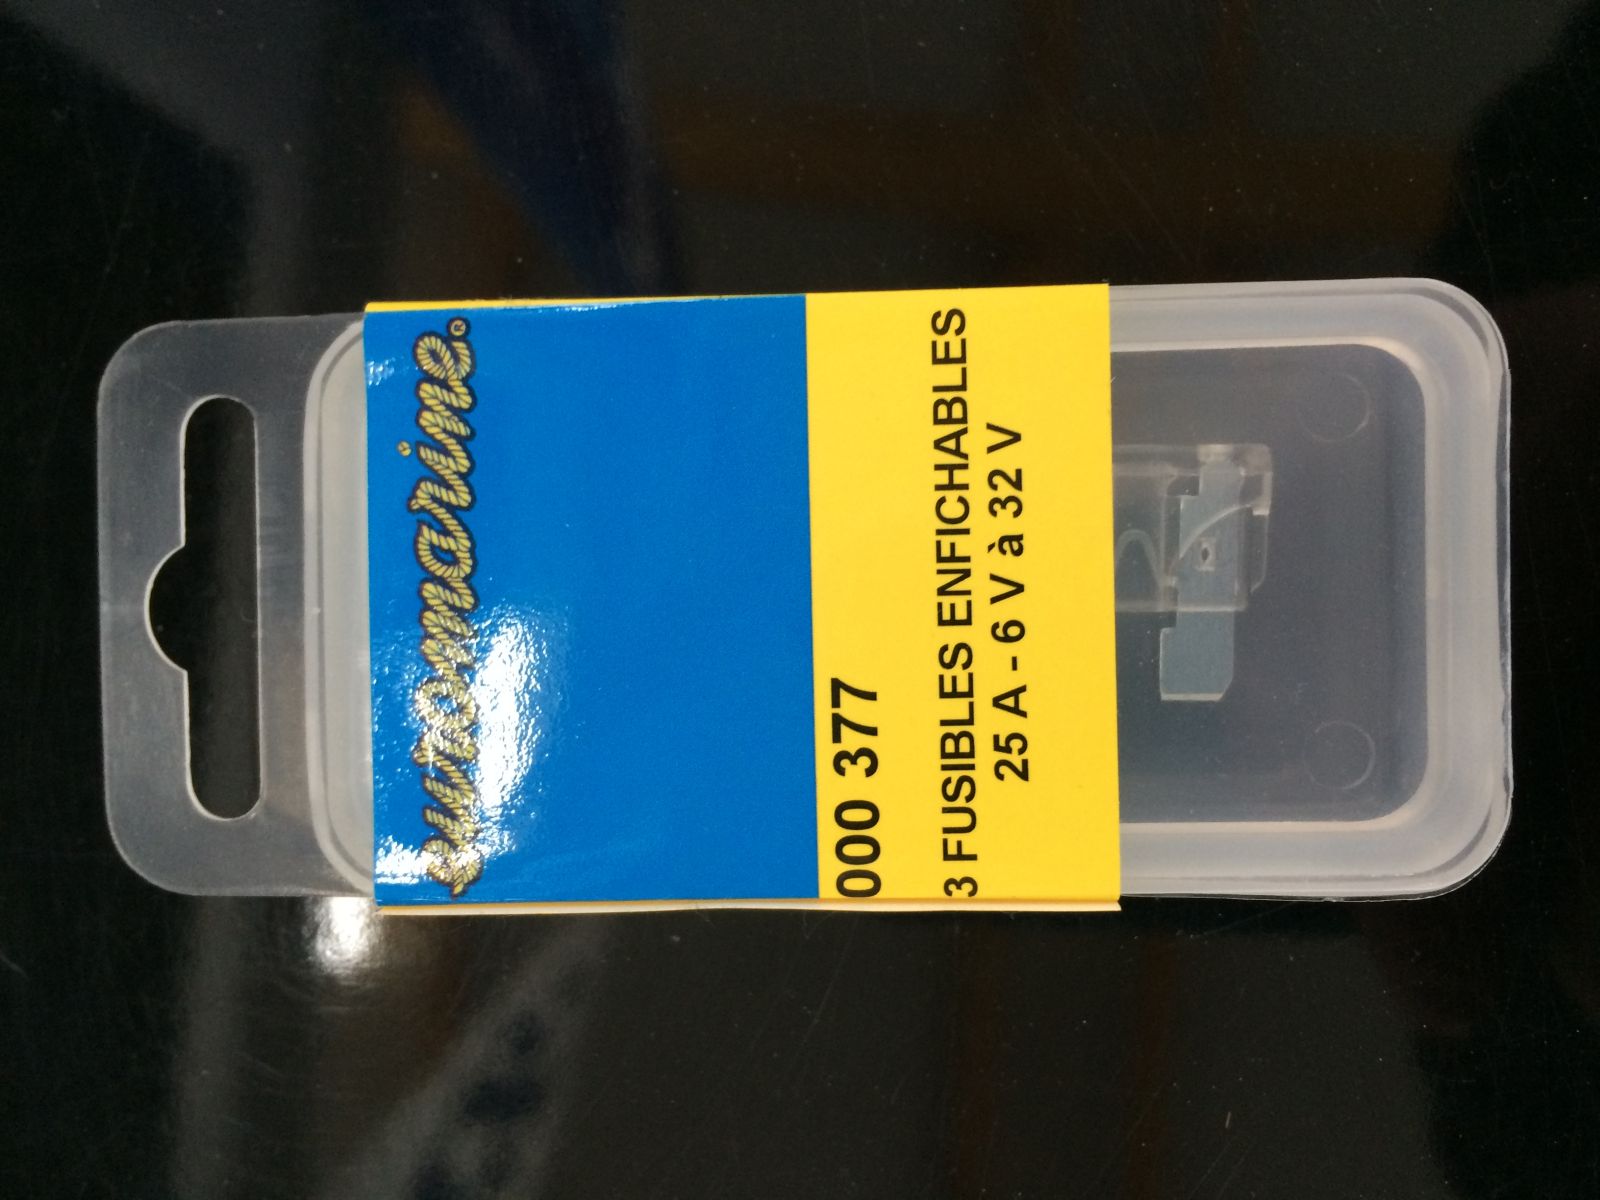 euromarine®
000 377
3 FUSIBLES ENFICHABLES
25 A - 6 V à 32 V